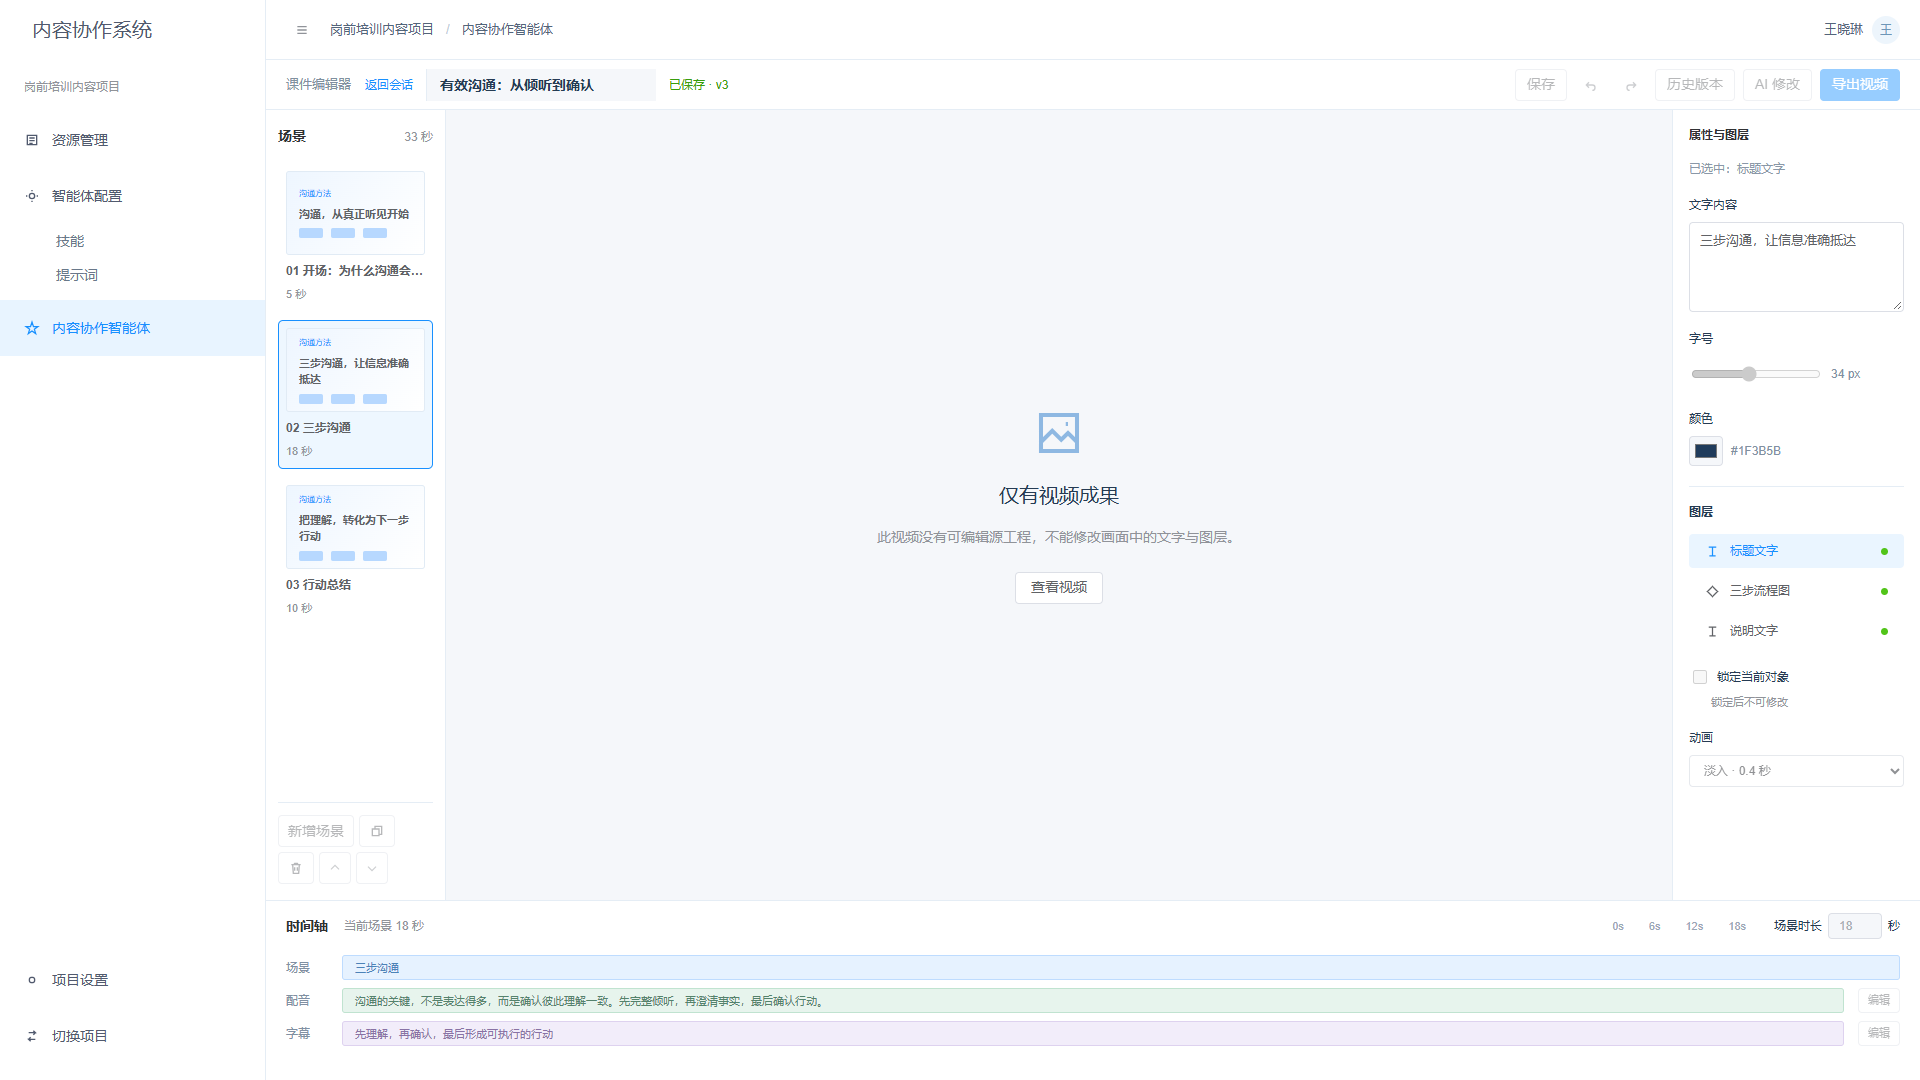 内容协作系统
岗前培训内容项目
资源管理
智能体配置
技能
提示词
内容协作智能体
项目设置
切换项目
岗前培训内容项目 / 内容协作智能体
王晓琳 王
课件编辑器 返回会话 有效沟通：从倾听到确认 已保存 · v3
保存 历史版本 AI 修改 导出视频
场景 33 秒
沟通方法
沟通，从真正听见开始
01 开场：为什么沟通会...
5 秒
沟通方法
三步沟通，让信息准确
抵达
02 三步沟通
18 秒
沟通方法
把理解，转化为下一步
行动
03 行动总结
10 秒
新增场景
仅有视频成果
此视频没有可编辑源工程，不能修改画面中的文字与图层。
查看视频
属性与图层
已选中：标题文字
文字内容
三步沟通，让信息准确抵达
字号
34 px
颜色
#1F3B5B
图层
标题文字
三步流程图
说明文字
锁定当前对象
锁定后不可修改
动画
淡入 · 0.4 秒
时间轴 当前场景 18 秒
0s 6s 12s 18s 场景时长 18 秒
场景 三步沟通
配音 沟通的关键，不是表达得多，而是确认彼此理解一致。先完整倾听，再澄清事实，最后确认行动。 编辑
字幕 先理解，再确认，最后形成可执行的行动 编辑